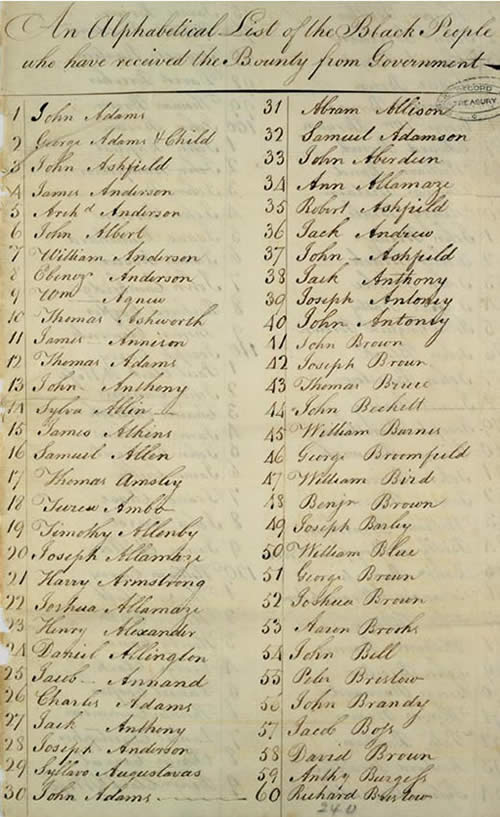 An Alphabetical List of the Black People
who have received the Bounty from Government
RECORD
TREASURY
1 John Adams
2 George Adams & Child
3 John Ashfield
4 James Anderson
5 Archd Anderson
6 John Albert
7 William Anderson
8 Ebenezr Anderson
9 Wm Agnew
10 Thomas Ashworth
11 James Annerson
12 Thomas Adams
13 John Anthony
14 Sylva Allin
15 James Atkins
16 Samuel Allen
17 Thomas Amsley
18 Ambo
19 Timothy Allenby
20 Joseph Allamaze
21 Harry Armstrong
22 Joshua Allamaze
23 Henry Alexander
24 Daniel Allington
25 Jacob Annand
26 Charles Adams
27 Jack Anthony
28 Joseph Anderson
29 Augustavas
30 John Adams
31 Abram Allison
32 Samuel Adamson
33 John Aberdeen
34 Ann Allamaze
35 Robert Ashfield
36 Jack Andrew
37 John Ashfield
38 Jack Anthony
39 Joseph Antoney
40 John Antoney
41 John Brown
42 Joseph Brown
43 Thomas Bruce
44 John Beckett
45 William Barnes
46 George Broomfield
47 William Bird
48 Benjn Brown
49 Joseph Barley
50 William Blue
51 George Brown
52 Joshua Brown
53 Aaron Brooks
54 John Bell
55 Peter Brestow
56 John Brandy
57 Jacob Boss
58 David Brown
59 Anthy Burgess
60 Richard Bristow
240